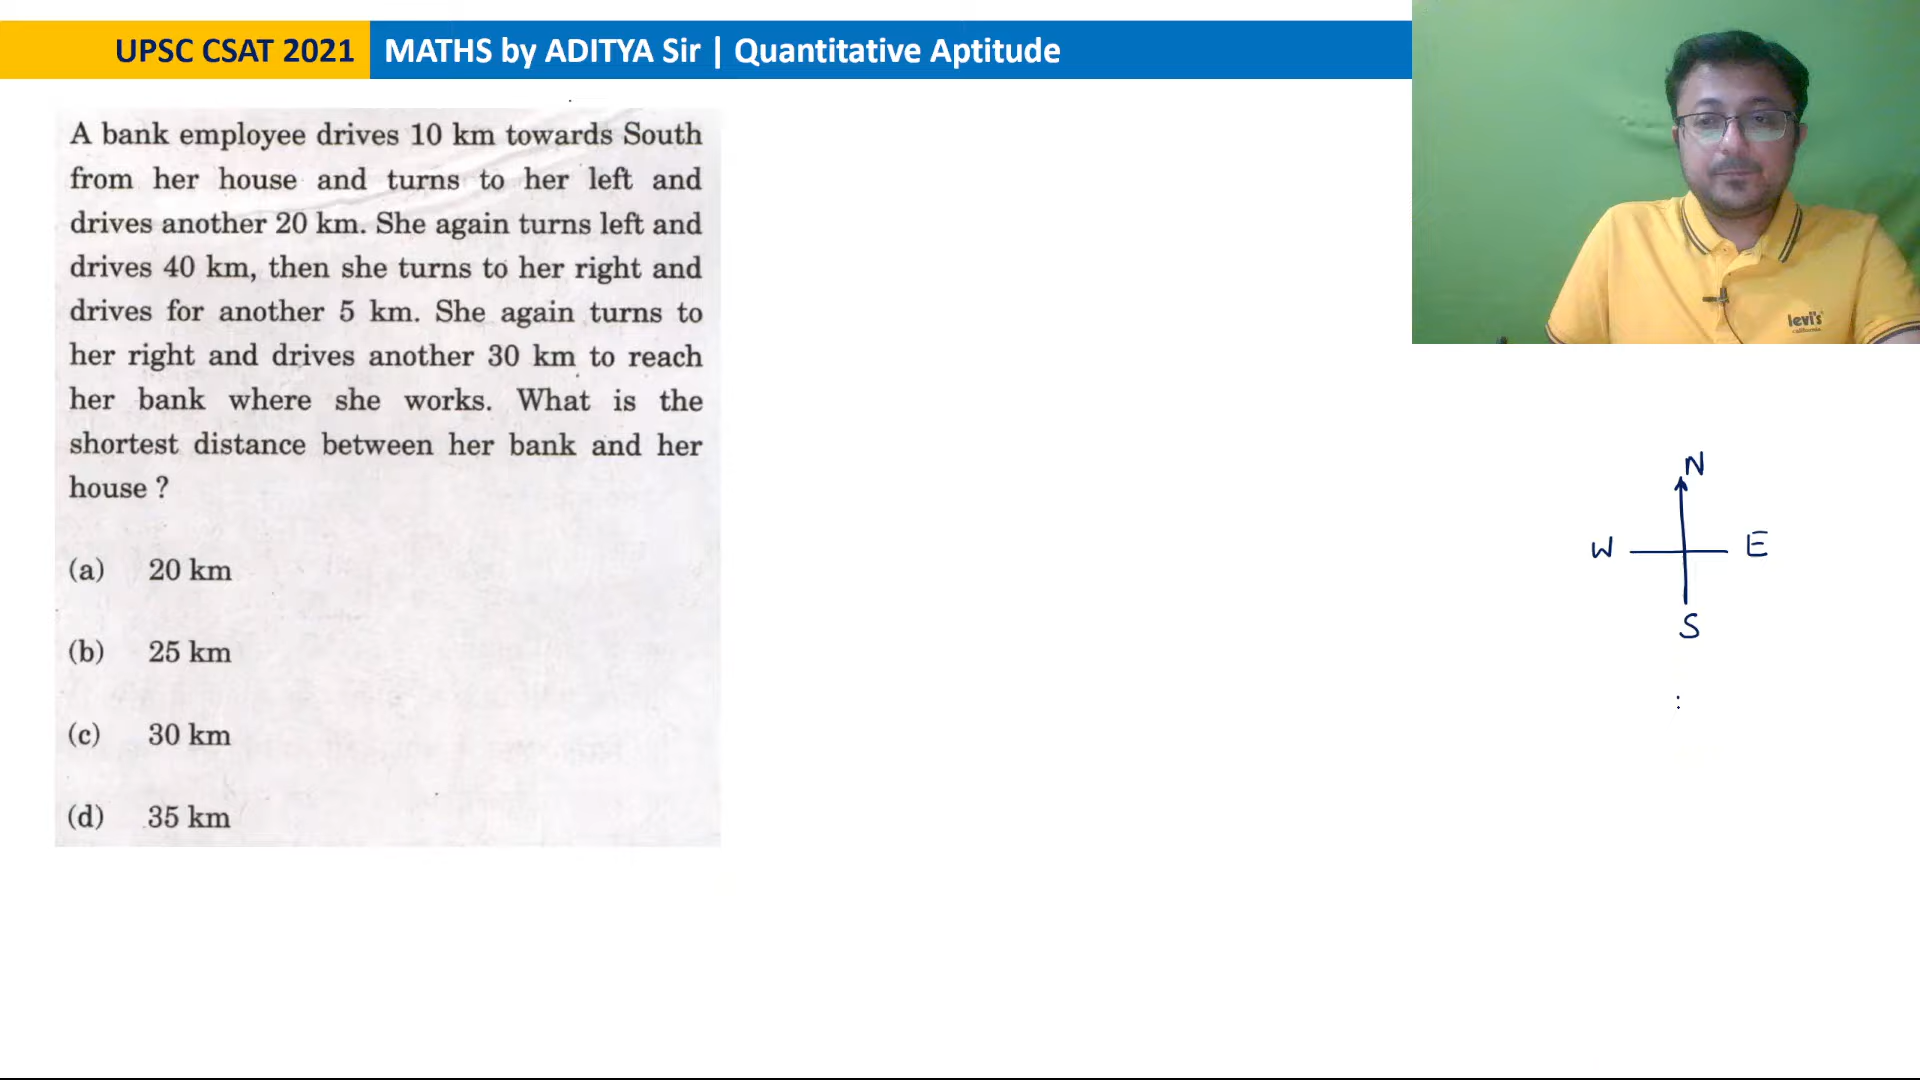 UPSC CSAT 2021
MATHS by ADITYA Sir | Quantitative Aptitude
A bank employee drives 10 km towards South
from her house and turns to her left and
drives another 20 km. She again turns left and
drives 40 km, then she turns to her right and
drives for another 5 km. She again turns to
her right and drives another 30 km to reach
her bank where she works. What is the
shortest distance between her bank and her
house ?
(a) 20 km
(b) 25 km
(c) 30 km
(d) 35 km
levi's
california
N
W E
S
: